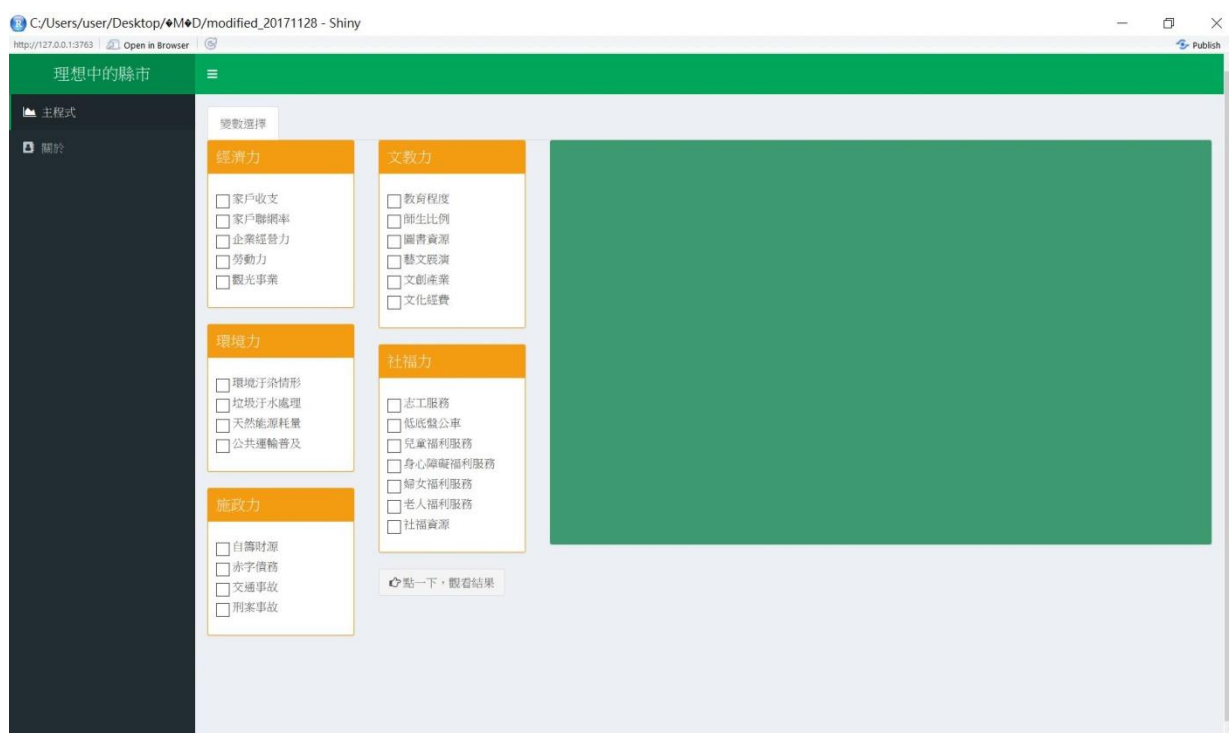 C:/Users/user/Desktop/�M�D/modified_20171128 - Shiny
http://127.0.0.1:3763 Open in Browser Publish
理想中的縣市
主程式
關於
變數選擇
經濟力
家戶收支
家戶聯網率
企業經營力
勞動力
觀光事業
環境力
環境汙染情形
垃圾汙水處理
天然能源耗量
公共運輸普及
施政力
自籌財源
赤字債務
交通事故
刑案事故
文教力
教育程度
師生比例
圖書資源
藝文展演
文創產業
文化經費
社福力
志工服務
低底盤公車
兒童福利服務
身心障礙福利服務
婦女福利服務
老人福利服務
社福資源
點一下，觀看結果